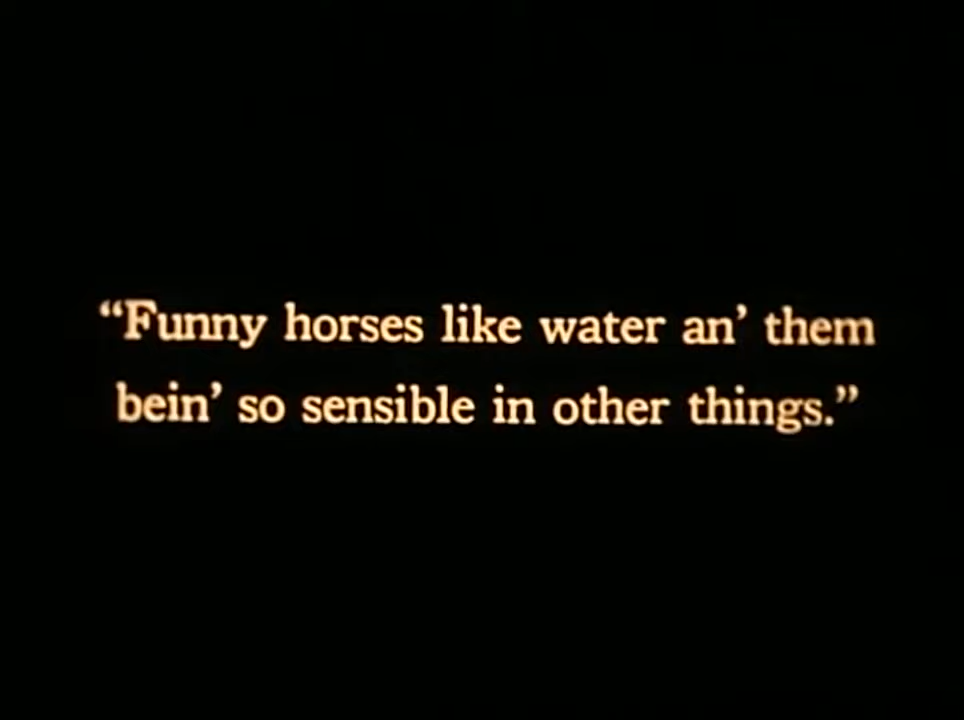 “Funny horses like water an’ them
bein’ so sensible in other things.”